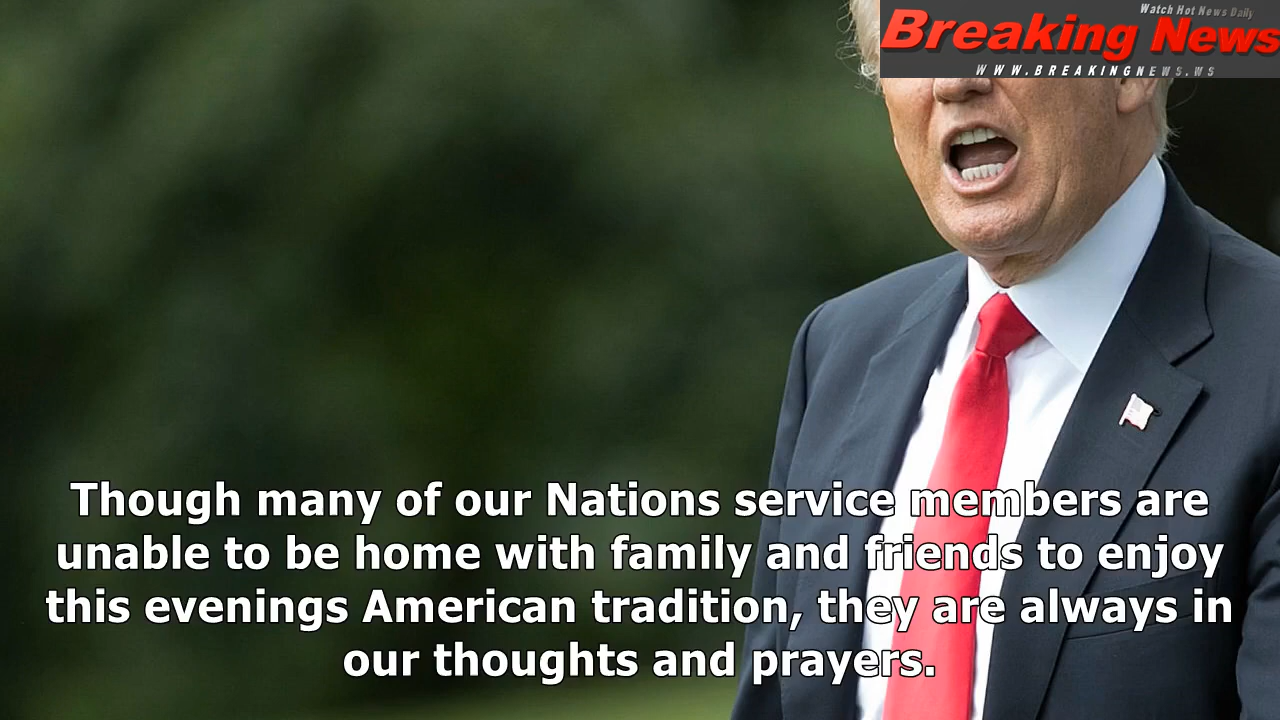 Watch Hot News Daily
Breaking News
WWW.BREAKINGNEWS.WS
Though many of our Nations service members are
unable to be home with family and friends to enjoy
this evenings American tradition, they are always in
our thoughts and prayers.